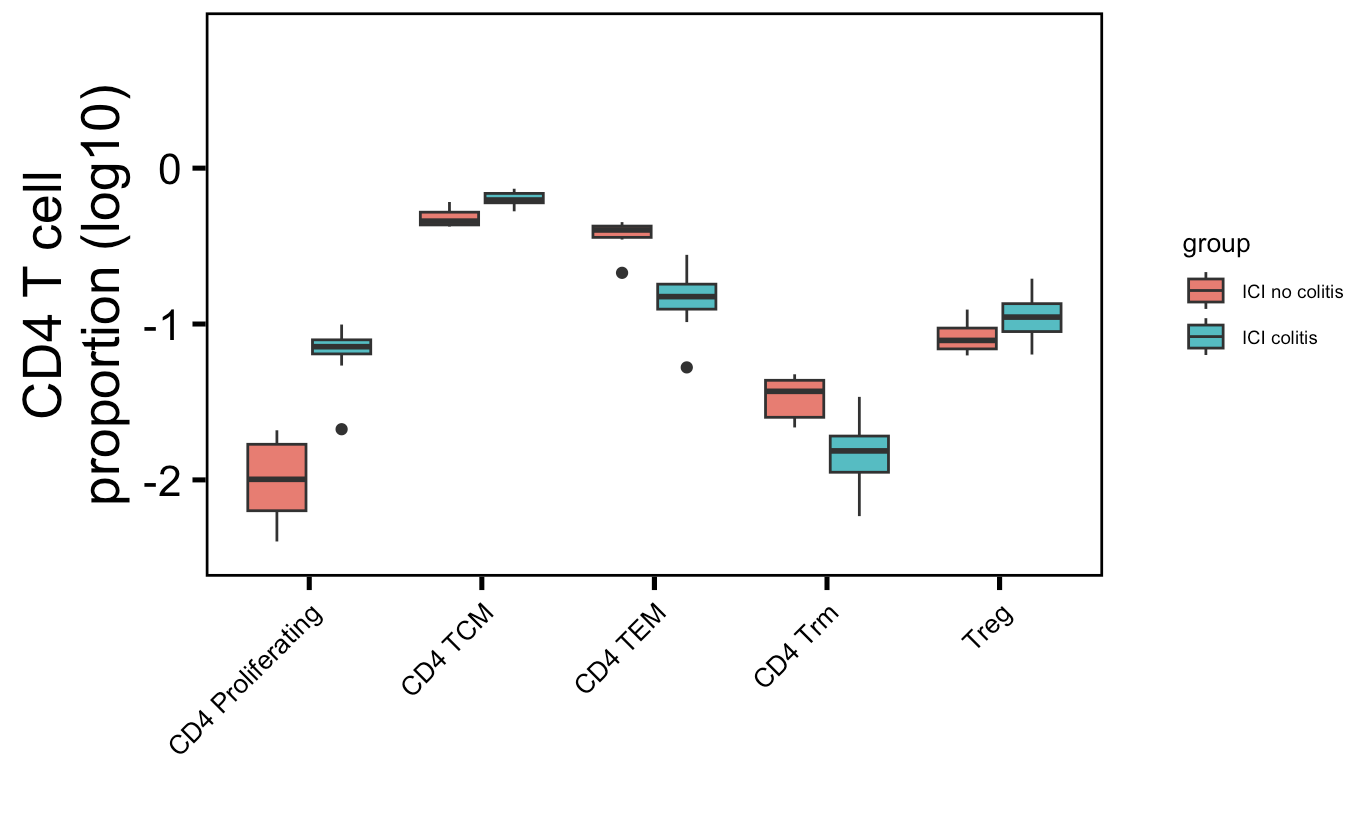 CD4 T cell
proportion (log10)
0
-1
-2
CD4 Proliferating
CD4 TCM
CD4 TEM
CD4 Trm
Treg
group
ICI no colitis
ICI colitis